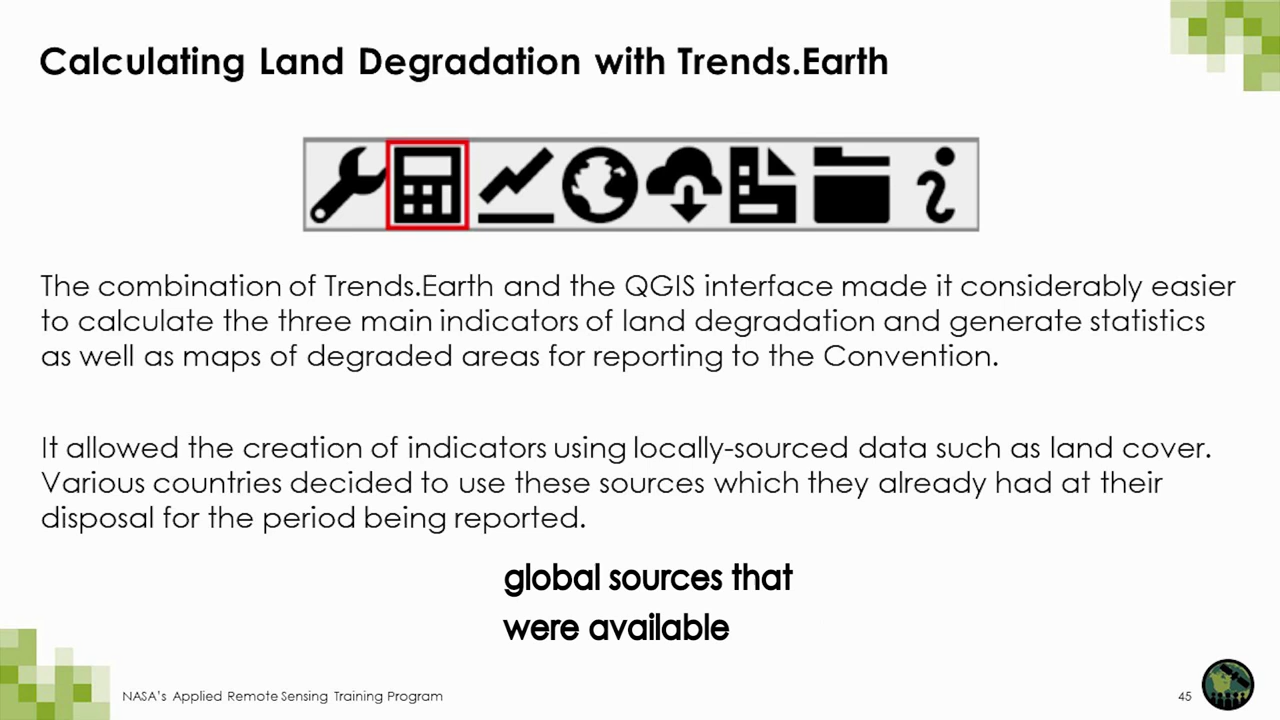 Calculating Land Degradation with Trends.Earth
The combination of Trends.Earth and the QGIS interface made it considerably easier
to calculate the three main indicators of land degradation and generate statistics
as well as maps of degraded areas for reporting to the Convention.
It allowed the creation of indicators using locally-sourced data such as land cover.
Various countries decided to use these sources which they already had at their
disposal for the period being reported.
global sources that
were available
NASA's Applied Remote Sensing Training Program
45